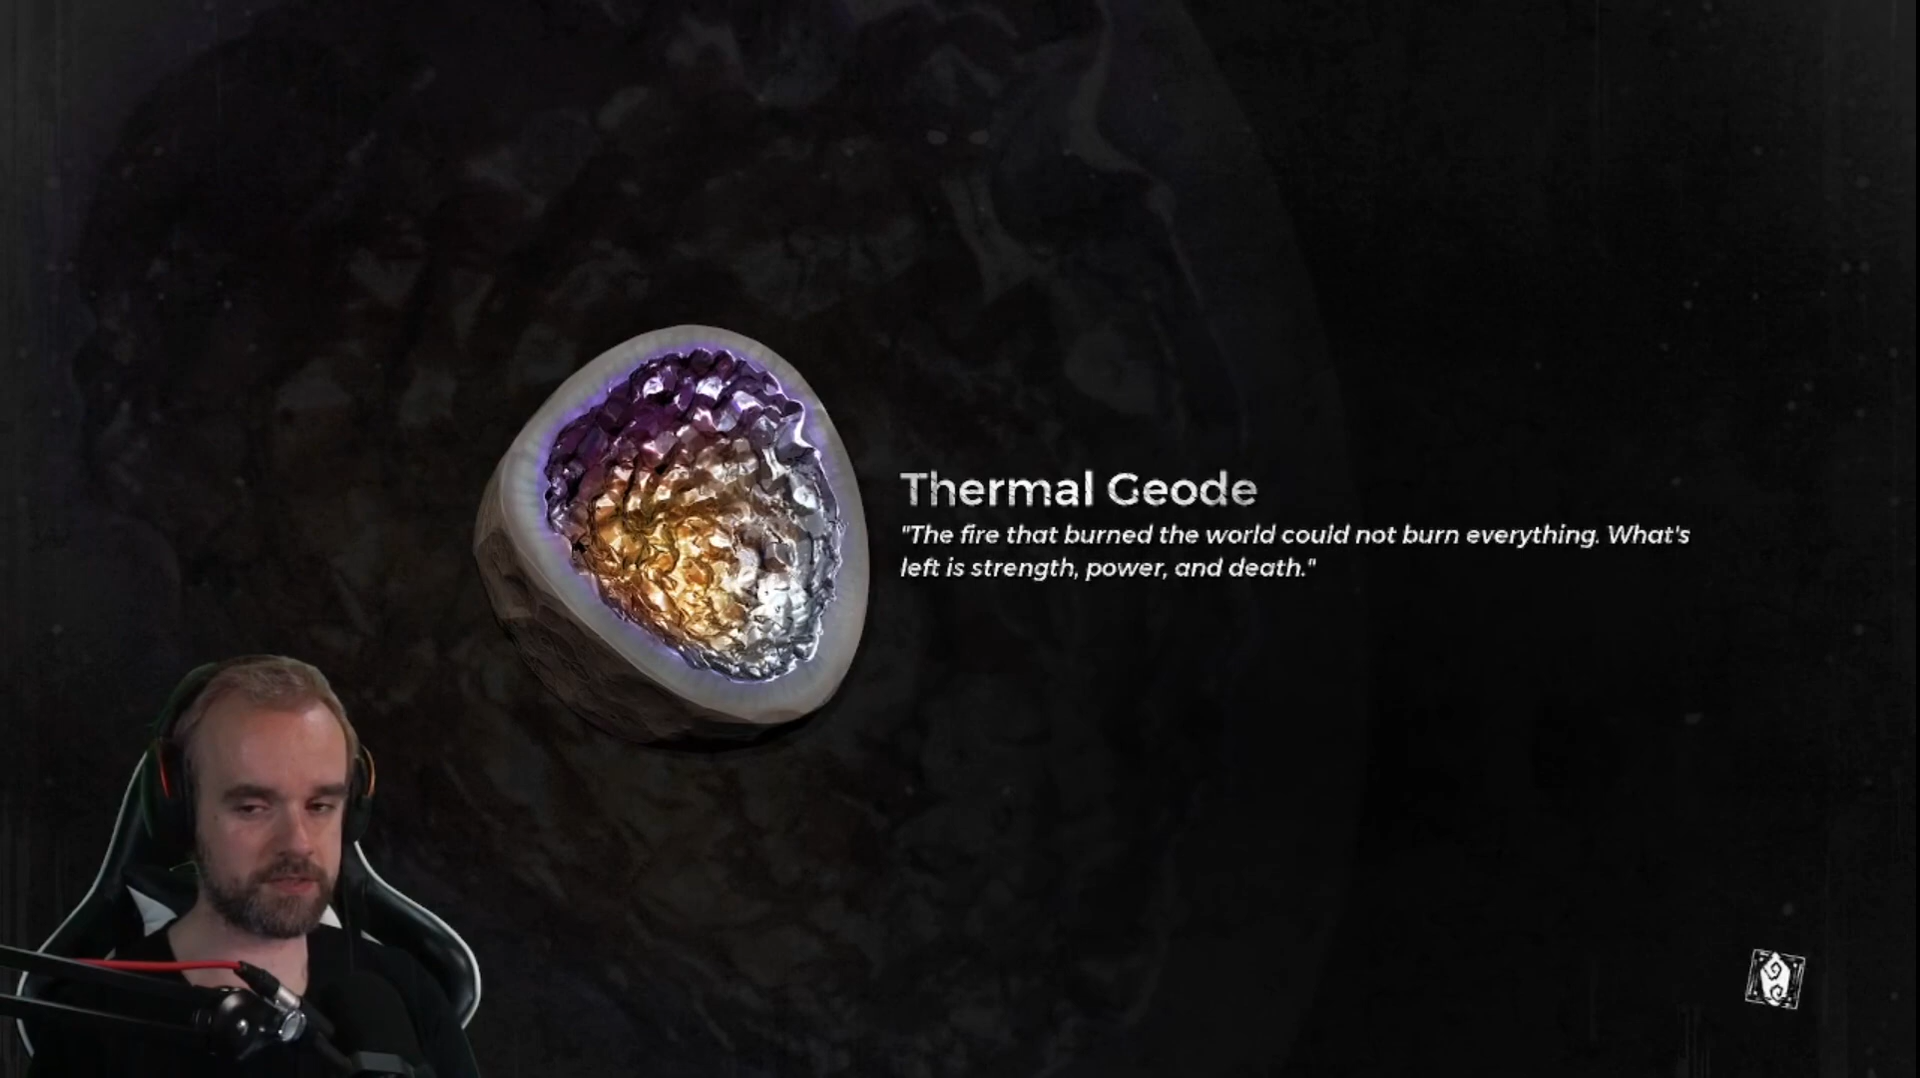 Thermal Geode
"The fire that burned the world could not burn everything. What's
left is strength, power, and death."